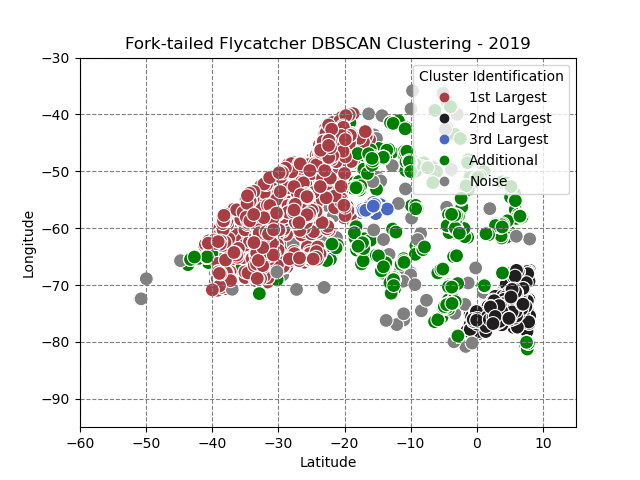 Fork-tailed Flycatcher DBSCAN Clustering - 2019
Cluster Identification
1st Largest
2nd Largest
3rd Largest
Additional
Noise
Longitude
−30
−40
−50
−60
−70
−80
−90
−60
−50
−40
−30
−20
−10
0
10
Latitude